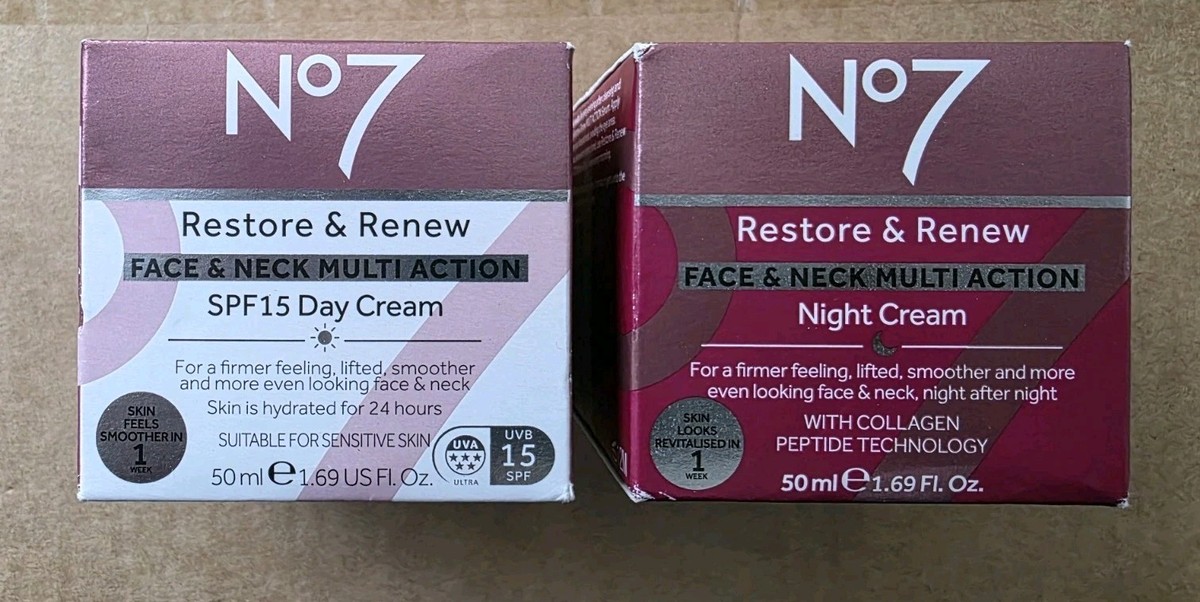 No7
Restore & Renew
FACE & NECK MULTI ACTION
SPF15 Day Cream
For a firmer feeling, lifted, smoother
and more even looking face & neck
Skin is hydrated for 24 hours
SUITABLE FOR SENSITIVE SKIN
SKIN
FEELS
SMOOTHER IN
1
WEEK
UVA
ULTRA
UVB
15
SPF
50 ml ℮ 1.69 US Fl. Oz.
No7
Restore & Renew
FACE & NECK MULTI ACTION
Night Cream
For a firmer feeling, lifted, smoother and more
even looking face & neck, night after night
WITH COLLAGEN
PEPTIDE TECHNOLOGY
SKIN
LOOKS
REVITALISED IN
1
WEEK
50 ml ℮ 1.69 Fl. Oz.